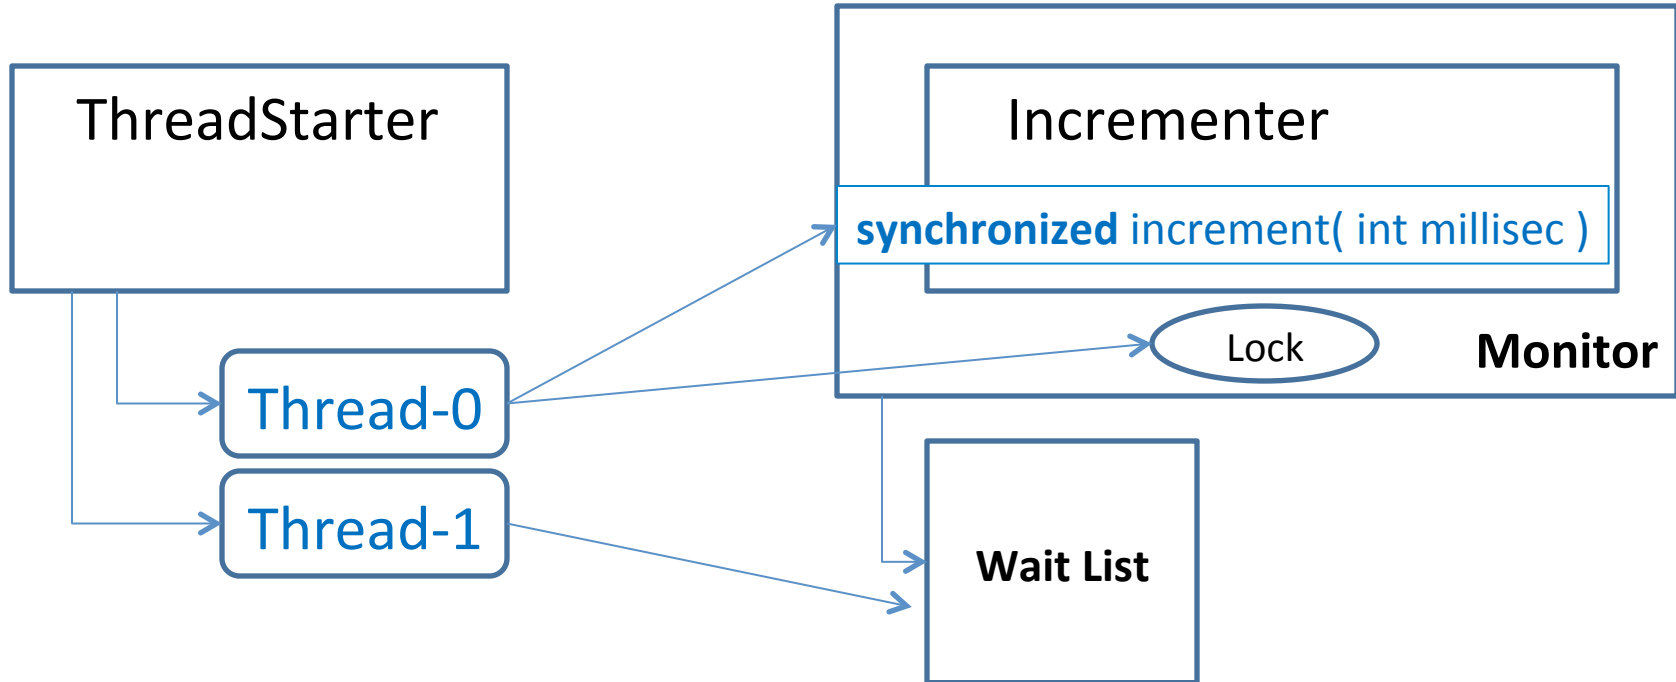 ThreadStarter
Incrementer
synchronized increment( int millisec )
Lock
Monitor
Thread-0
Thread-1
Wait List